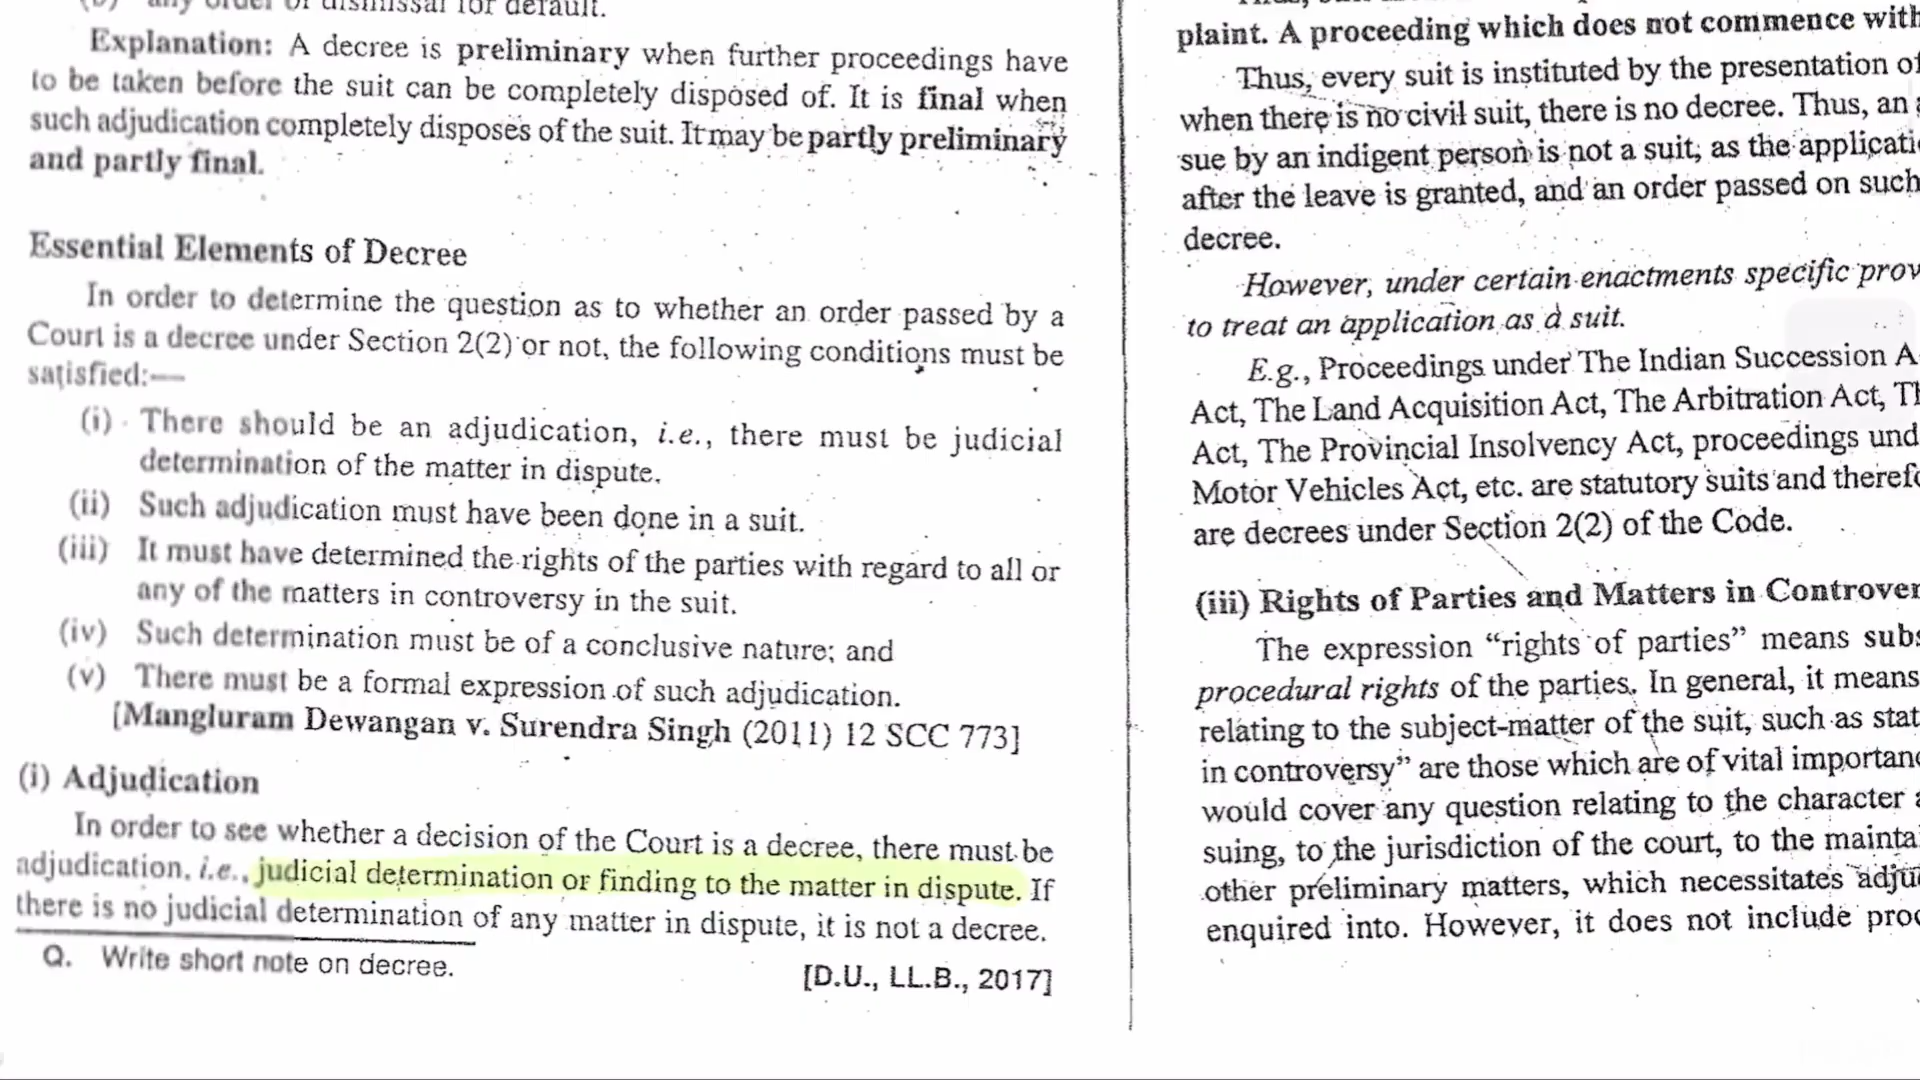 any order of dismissal for default.
Explanation: A decree is preliminary when further proceedings have
to be taken before the suit can be completely disposed of. It is final when
such adjudication completely disposes of the suit. It may be partly preliminary
and partly final.
Essential Elements of Decree
In order to determine the question as to whether an order passed by a
Court is a decree under Section 2(2) or not, the following conditions must be
satisfied:—
(i) There should be an adjudication, i.e., there must be judicial
determination of the matter in dispute.
(ii) Such adjudication must have been done in a suit.
(iii) It must have determined the rights of the parties with regard to all or
any of the matters in controversy in the suit.
(iv) Such determination must be of a conclusive nature; and
(v) There must be a formal expression of such adjudication.
[Mangluram Dewangan v. Surendra Singh (2011) 12 SCC 773]
(i) Adjudication
In order to see whether a decision of the Court is a decree, there must be
adjudication, i.e., judicial determination or finding to the matter in dispute. If
there is no judicial determination of any matter in dispute, it is not a decree.
Q. Write short note on decree.
[D.U., LL.B., 2017]
plaint. A proceeding which does not commence with
Thus, every suit is instituted by the presentation of
when there is no civil suit, there is no decree. Thus, an
sue by an indigent person is not a suit, as the applicati
after the leave is granted, and an order passed on such
decree.
However, under certain enactments specific prov
to treat an application as a suit.
E.g., Proceedings under The Indian Succession A
Act, The Land Acquisition Act, The Arbitration Act, Th
Act, The Provincial Insolvency Act, proceedings und
Motor Vehicles Act, etc. are statutory suits and therefo
are decrees under Section 2(2) of the Code.
(iii) Rights of Parties and Matters in Controver
The expression “rights of parties” means subs
procedural rights of the parties. In general, it means
relating to the subject-matter of the suit, such as stat
in controversy” are those which are of vital importanc
would cover any question relating to the character a
suing, to the jurisdiction of the court, to the mainta
other preliminary matters, which necessitates adju
enquired into. However, it does not include proc